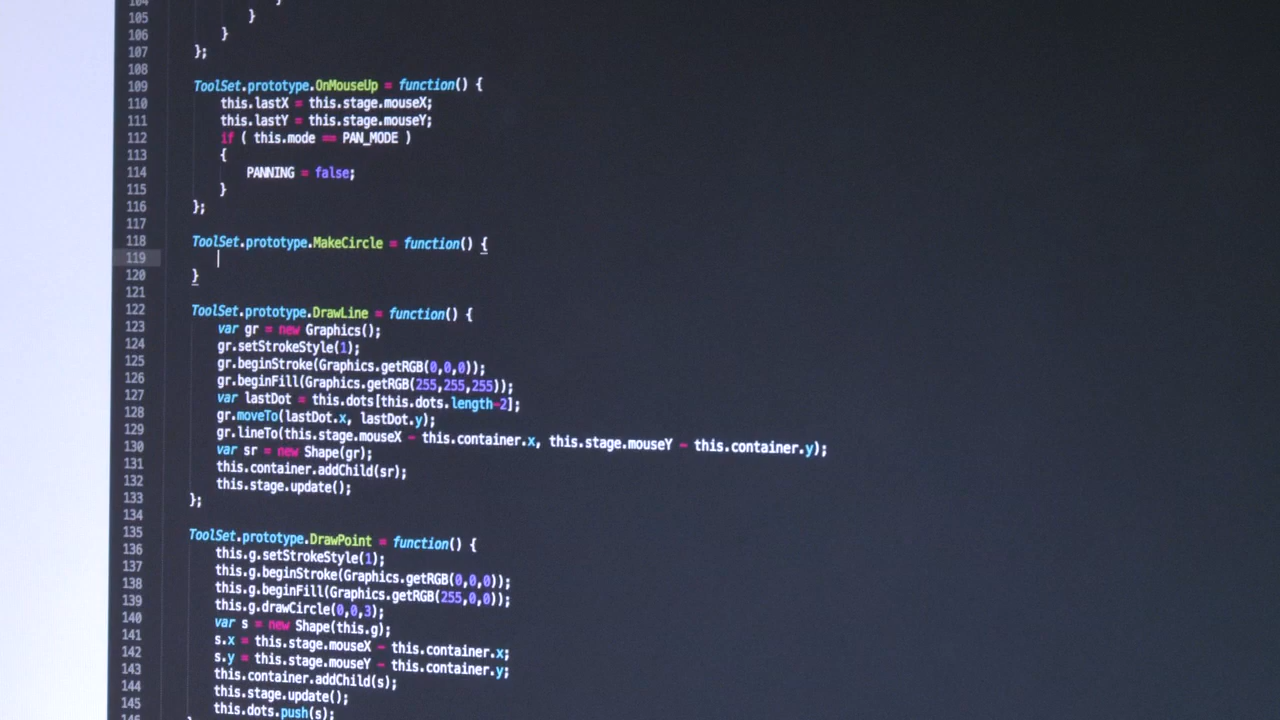 104 }
105 }
106 }
107 };
108
109 ToolSet.prototype.OnMouseUp = function() {
110 this.lastX = this.stage.mouseX;
111 this.lastY = this.stage.mouseY;
112 if ( this.mode == PAN_MODE )
113 {
114 PANNING = false;
115 }
116 };
117
118 ToolSet.prototype.MakeCircle = function() {
119
120 }
121
122 ToolSet.prototype.DrawLine = function() {
123 var gr = new Graphics();
124 gr.setStrokeStyle(1);
125 gr.beginStroke(Graphics.getRGB(0,0,0));
126 gr.beginFill(Graphics.getRGB(255,255,255));
127 var lastDot = this.dots[this.dots.length-2];
128 gr.moveTo(lastDot.x, lastDot.y);
129 gr.lineTo(this.stage.mouseX - this.container.x, this.stage.mouseY - this.container.y);
130 var sr = new Shape(gr);
131 this.container.addChild(sr);
132 this.stage.update();
133 };
134
135 ToolSet.prototype.DrawPoint = function() {
136 this.g.setStrokeStyle(1);
137 this.g.beginStroke(Graphics.getRGB(0,0,0));
138 this.g.beginFill(Graphics.getRGB(255,0,0));
139 this.g.drawCircle(0,0,3);
140 var s = new Shape(this.g);
141 s.x = this.stage.mouseX - this.container.x;
142 s.y = this.stage.mouseY - this.container.y;
143 this.container.addChild(s);
144 this.stage.update();
145 this.dots.push(s);
146